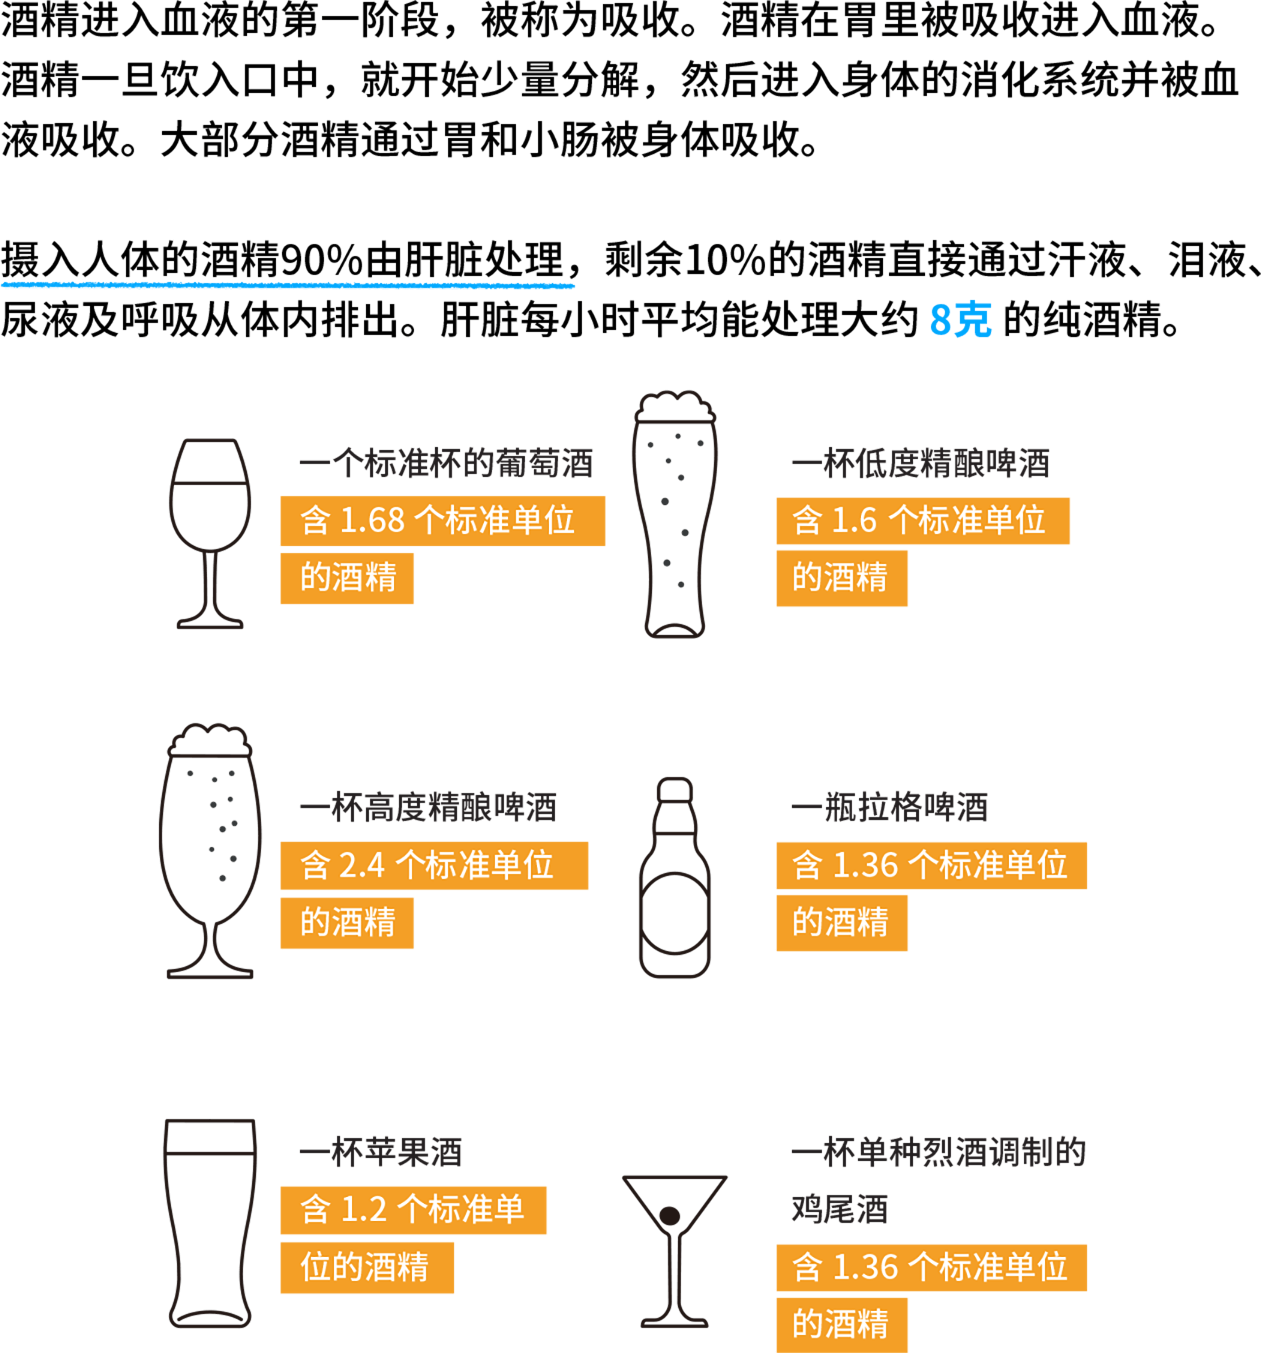 酒精进入血液的第一阶段，被称为吸收。酒精在胃里被吸收进入血液。
酒精一旦饮入口中，就开始少量分解，然后进入身体的消化系统并被血
液吸收。大部分酒精通过胃和小肠被身体吸收。
摄入人体的酒精90%由肝脏处理，剩余10%的酒精直接通过汗液、泪液、
尿液及呼吸从体内排出。肝脏每小时平均能处理大约 8克 的纯酒精。
一个标准杯的葡萄酒
含 1.68 个标准单位
的酒精
一杯低度精酿啤酒
含 1.6 个标准单位
的酒精
一杯高度精酿啤酒
含 2.4 个标准单位
的酒精
一瓶拉格啤酒
含 1.36 个标准单位
的酒精
一杯苹果酒
含 1.2 个标准单
位的酒精
一杯单种烈酒调制的
鸡尾酒
含 1.36 个标准单位
的酒精